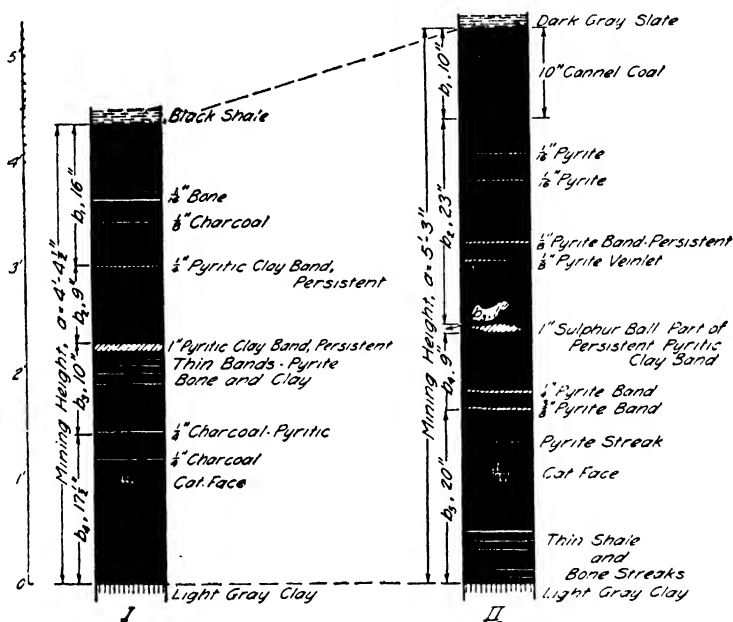 5'
4'
3'
2'
1'
0'
Mining Height, a=4'-4½"
b₁, 16"
b₂, 9"
b₃, 10"
b₄, 17½"
Black Shale
1/16" Bone
⅛" Charcoal
¼" Pyritic Clay Band,
Persistent
1" Pyritic Clay Band, Persistent
Thin Bands-Pyrite
Bone and Clay
¼" Charcoal-Pyritic
¼" Charcoal
Cat Face
Light Gray Clay
I
Mining Height, a=5'-3"
b₁, 10"
b₂, 23"
b₃, 1"
b₄, 9"
b₅, 20"
Dark Gray Slate
10" Cannel Coal
1/16" Pyrite
1/16" Pyrite
⅛" Pyrite Band-Persistent
⅛" Pyrite Veinlet
1" Sulphur Ball Part of
Persistent Pyritic
Clay Band
¼" Pyrite Band
Pyrite Band
Pyrite Streak
Cat Face
Thin Shale
and
Bone Streaks
Light Gray Clay
II